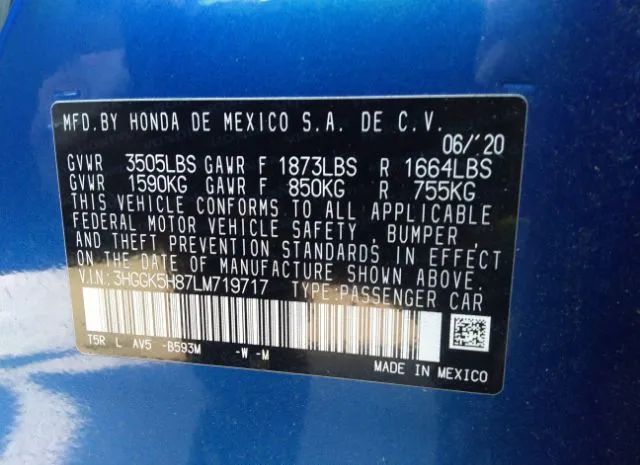 MFD.BY HONDA DE MEXICO S.A. DE C.V.
06/'20
GVWR 3505LBS GAWR F 1873LBS R 1664LBS
GVWR 1590KG GAWR F 850KG R 755KG
THIS VEHICLE CONFORMS TO ALL APPLICABLE
FEDERAL MOTOR VEHICLE SAFETY, BUMPER,
AND THEFT PREVENTION STANDARDS IN EFFECT
ON THE DATE OF MANUFACTURE SHOWN ABOVE.
V.I.N.:3HGGK5H87LM719717 TYPE:PASSENGER CAR
T5R L AV5 -B593M -W -M
MADE IN MEXICO